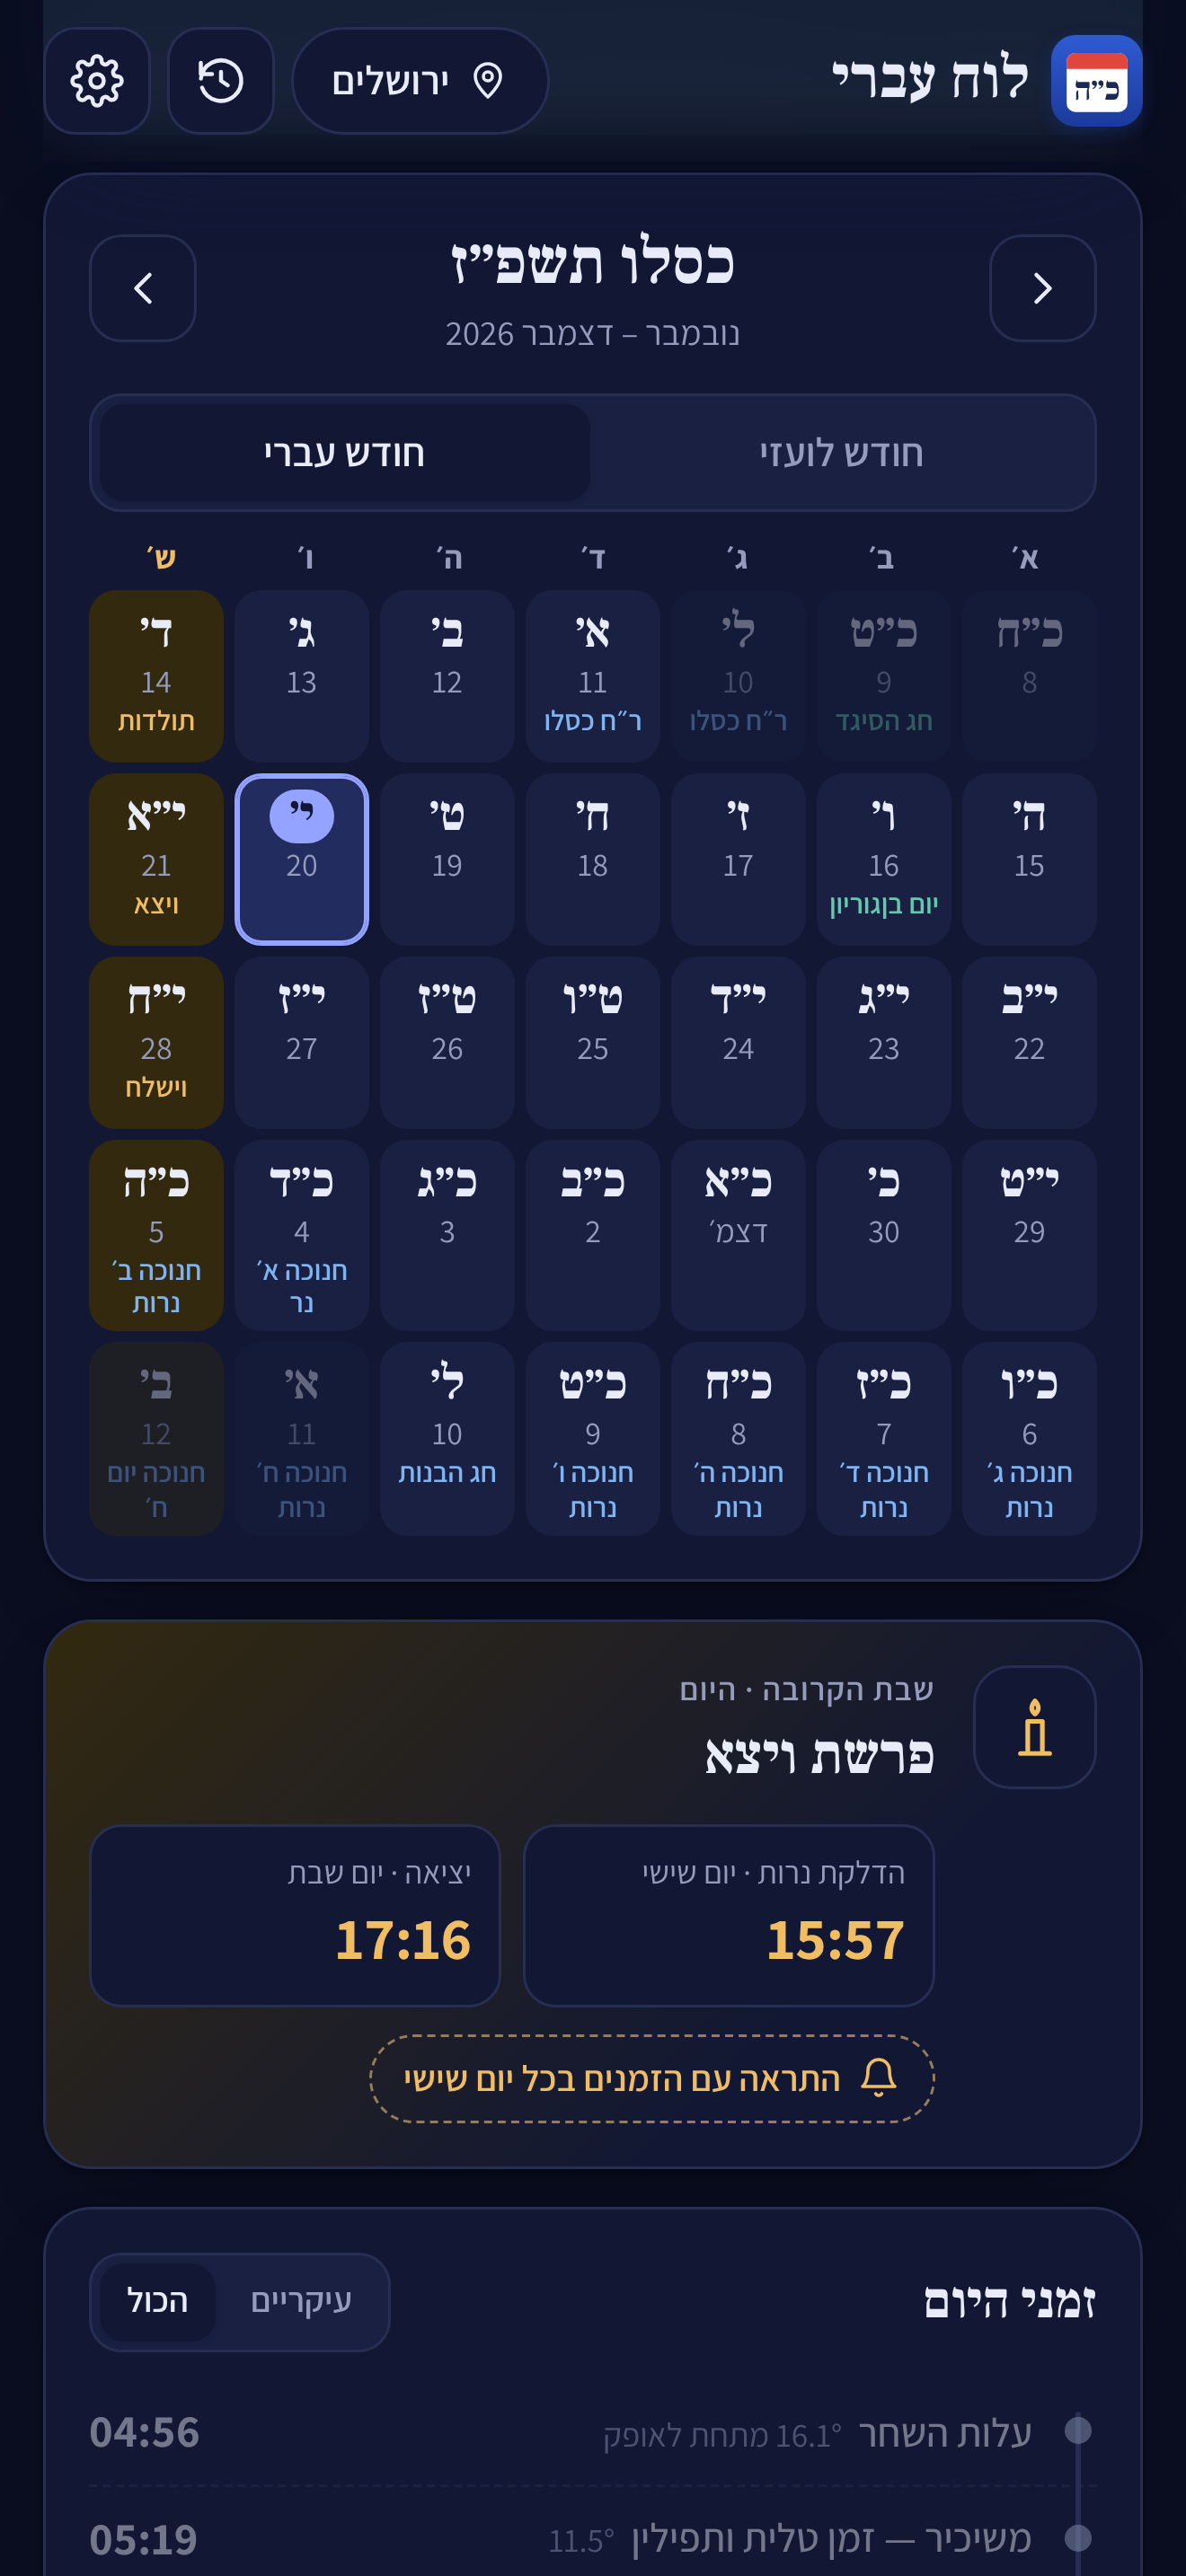 כ״ה
לוח עברי
ירושלים
כסלו תשפ״ז
נובמבר – דצמבר 2026
חודש לועזי
חודש עברי
א׳ ב׳ ג׳ ד׳ ה׳ ו׳ ש׳
כ״ח כ״ט ל׳ א׳ ב׳ ג׳ ד׳
8 9 10 11 12 13 14
חג הסיגד ר״ח כסלו ר״ח כסלו תולדות
ה׳ ו׳ ז׳ ח׳ ט׳ י׳ י״א
15 16 17 18 19 20 21
יום בןגוריון ויצא
י״ב י״ג י״ד ט״ו ט״ז י״ז י״ח
22 23 24 25 26 27 28
וישלח
י״ט כ׳ כ״א כ״ב כ״ג כ״ד כ״ה
29 30 דצמ׳ 2 3 4 5
חנוכה א׳ חנוכה ב׳
נר נרות
כ״ו כ״ז כ״ח כ״ט ל׳ א׳ ב׳
6 7 8 9 10 11 12
חנוכה ג׳ חנוכה ד׳ חנוכה ה׳ חנוכה ו׳ חג הבנות חנוכה ח׳ חנוכה יום
נרות נרות נרות נרות נרות ח׳
שבת הקרובה · היום
פרשת ויצא
הדלקת נרות · יום שישי
15:57
יציאה · יום שבת
17:16
התראה עם הזמנים בכל יום שישי
זמני היום
עיקריים
הכול
עלות השחר 16.1° מתחת לאופק 04:56
משיכיר — זמן טלית ותפילין 11.5° 05:19